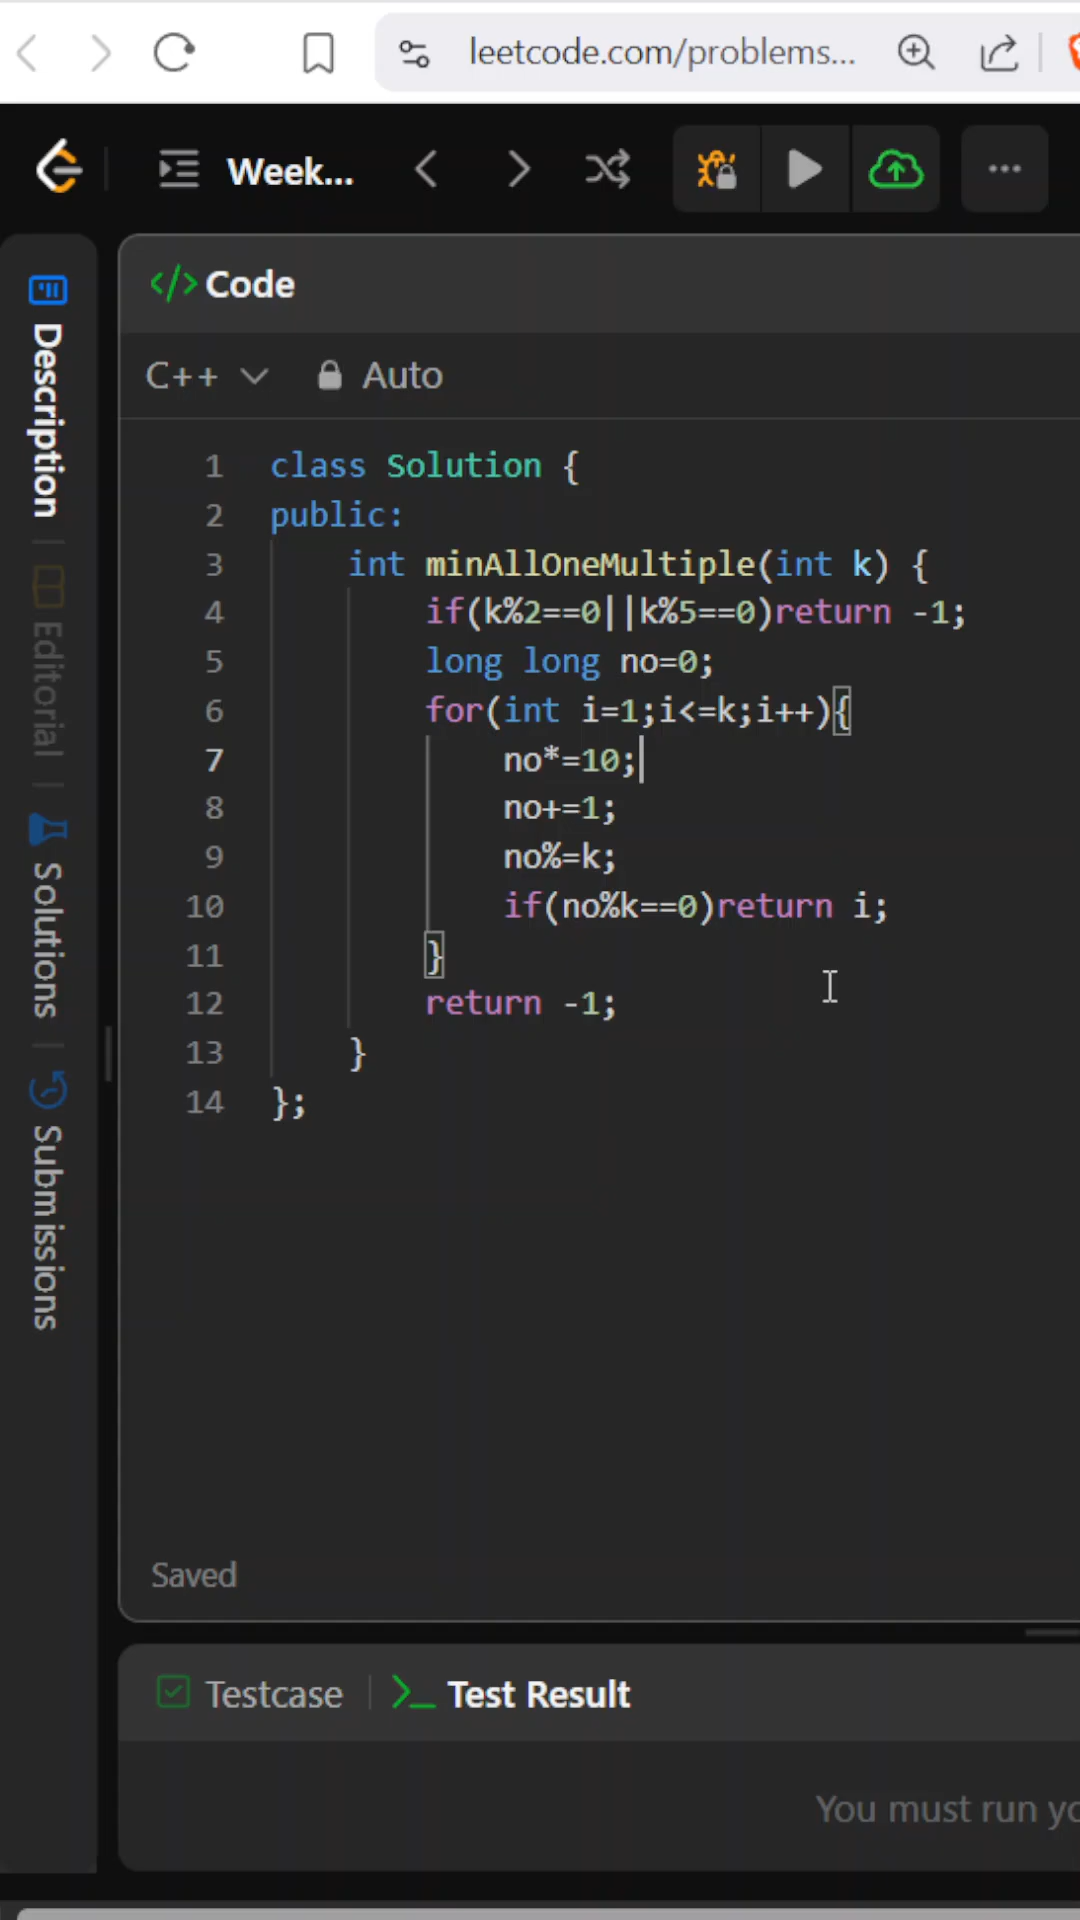 leetcode.com/problems...
Week...
Description
Editorial
Solutions
Submissions
</> Code
C++
Auto
1 class Solution {
2 public:
3 int minAllOneMultiple(int k) {
4 if(k%2==0||k%5==0)return -1;
5 long long no=0;
6 for(int i=1;i<=k;i++){
7 no*=10;
8 no+=1;
9 no%=k;
10 if(no%k==0)return i;
11 }
12 return -1;
13 }
14 };
Saved
Testcase
Test Result
You must run yo